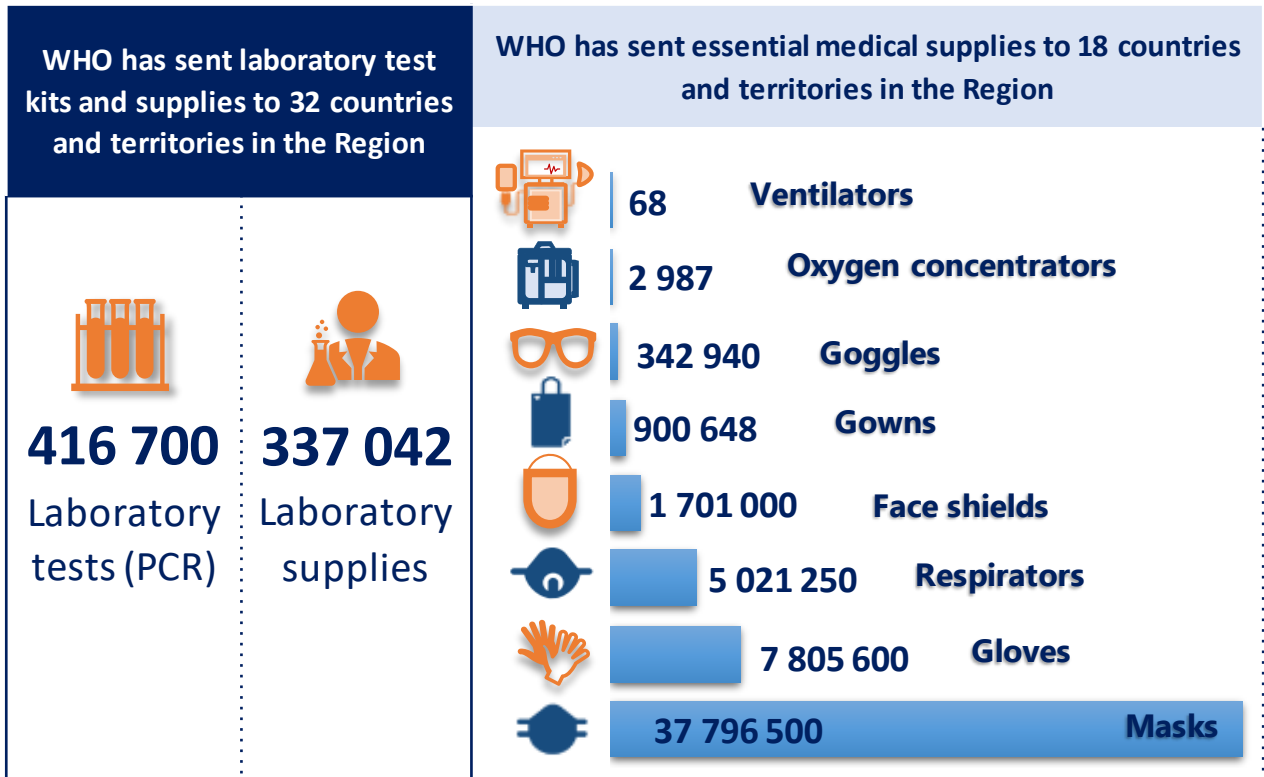 WHO has sent laboratory test
kits and supplies to 32 countries
and territories in the Region
416 700
Laboratory
tests (PCR)
337 042
Laboratory
supplies
WHO has sent essential medical supplies to 18 countries
and territories in the Region
68 Ventilators
2 987 Oxygen concentrators
342 940 Goggles
900 648 Gowns
1 701 000 Face shields
5 021 250 Respirators
7 805 600 Gloves
37 796 500 Masks